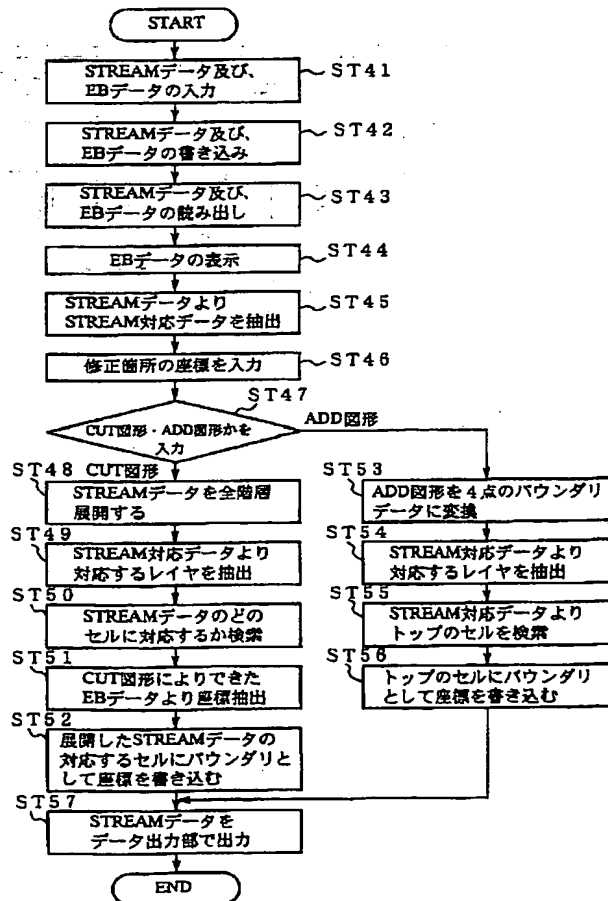 START
STREAMデータ及び、
EBデータの入力
ST41
STREAMデータ及び、
EBデータの書き込み
ST42
STREAMデータ及び、
EBデータの読み出し
ST43
EBデータの表示
ST44
STREAMデータより
STREAM対応データを抽出
ST45
修正箇所の座標を入力
ST46
ST47
CUT図形・ADD図形かを
入力
ADD図形
CUT図形
ST48
STREAMデータを全階層
展開する
ST49
STREAM対応データより
対応するレイヤを抽出
ST50
STREAMデータのどの
セルに対応するか検索
ST51
CUT図形によりできた
EBデータより座標抽出
ST52
展開したSTREAMデータの
対応するセルにバウンダリと
して座標を書き込む
ST53
ADD図形を4点のバウンダリ
データに変換
ST54
STREAM対応データより
対応するレイヤを抽出
ST55
STREAM対応データより
トップのセルを検索
ST56
トップのセルにバウンダリ
として座標を書き込む
ST57
STREAMデータを
データ出力部で出力
END